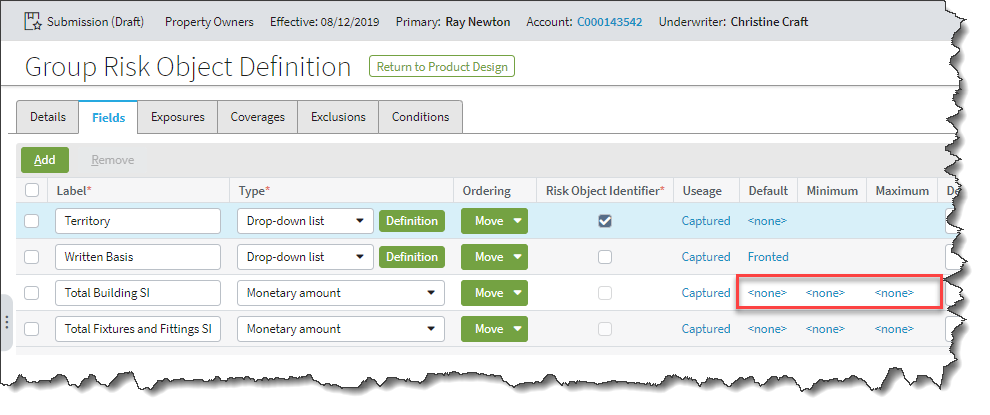 Submission (Draft) Property Owners Effective: 08/12/2019 Primary: Ray Newton Account: C000143542 Underwriter: Christine Craft
Group Risk Object Definition Return to Product Design
Details Fields Exposures Coverages Exclusions Conditions
Add Remove
Label* Type* Ordering Risk Object Identifier* Useage Default Minimum Maximum
Territory Drop-down list Definition Move Captured <none>
Written Basis Drop-down list Definition Move Captured Fronted
Total Building SI Monetary amount Move Captured <none> <none> <none>
Total Fixtures and Fittings SI Monetary amount Move Captured <none> <none> <none>